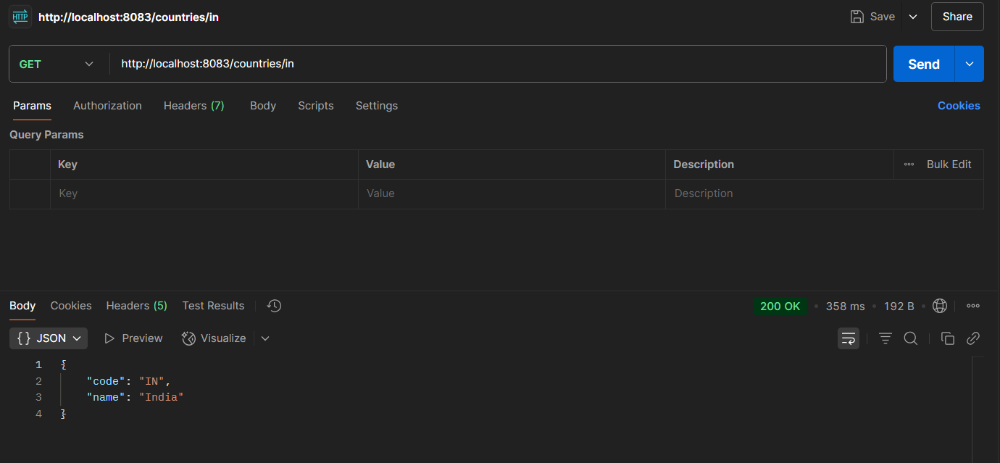 HTTP http://localhost:8083/countries/in Save Share
GET http://localhost:8083/countries/in Send
Params Authorization Headers (7) Body Scripts Settings Cookies
Query Params
Key Value Description Bulk Edit
Key Value Description
Body Cookies Headers (5) Test Results 200 OK • 358 ms • 192 B •
{} JSON Preview Visualize
1 {
2 "code": "IN",
3 "name": "India"
4 }